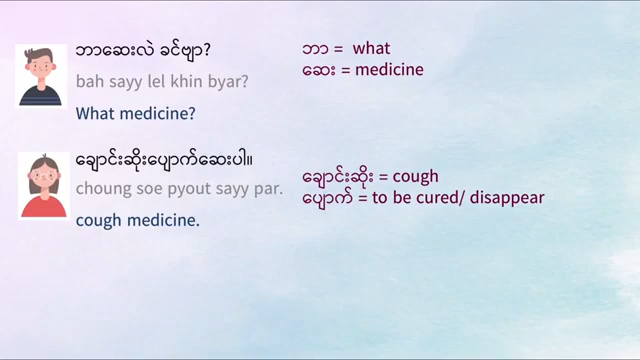 ဘာဆေးလဲ ခင်ဗျာ?
bah sayy lel khin byar?
What medicine?
ဘာ = what
ဆေး = medicine
ချောင်းဆိုးပျောက်ဆေးပါ။
choung soe pyout sayy par.
cough medicine.
ချောင်းဆိုး = cough
ပျောက် = to be cured/ disappear